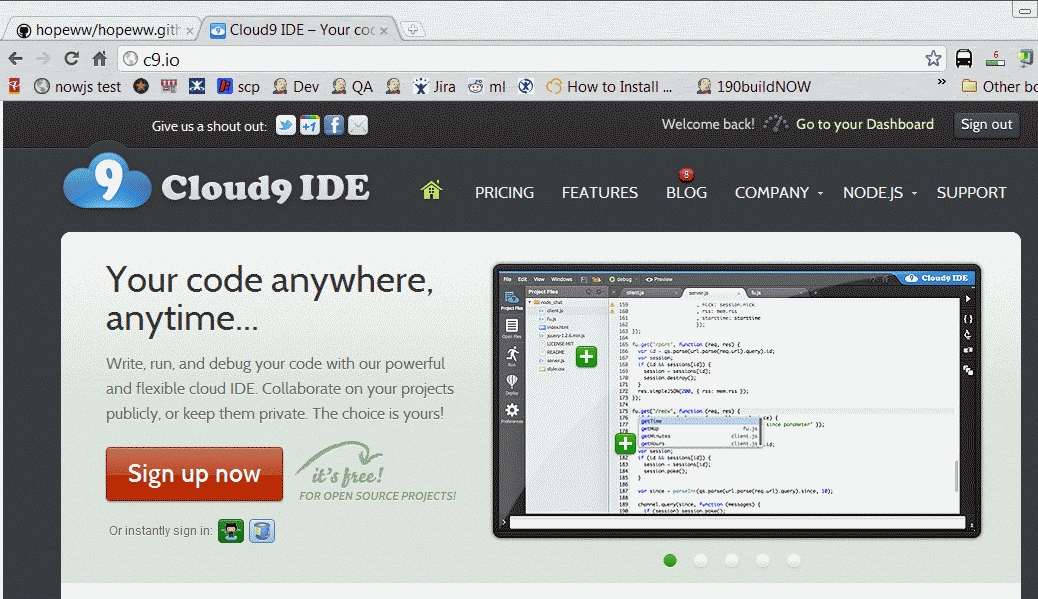 hopeww/hopeww.gith
Cloud9 IDE – Your coc
c9.io
nowjs test
scp
Dev
QA
Jira
ml
How to Install ...
190buildNOW
»
Other bo
6
Give us a shout out:
+1
Welcome back!
Go to your Dashboard
Sign out
9
Cloud9 IDE
PRICING
FEATURES
8
BLOG
COMPANY
NODE.JS
SUPPORT
Your code anywhere,
anytime...
Write, run, and debug your code with our powerful
and flexible cloud IDE. Collaborate on your projects
publicly, or keep them private. The choice is yours!
Sign up now
it's free!
FOR OPEN SOURCE PROJECTS!
Or instantly sign in:
File Edit View Windows
debug
Preview
Cloud9 IDE
Project Files
client.js
server.js
fu.js
Project Files
Open Files
Run
Deploy
Preferences
node_chat
client.js
fu.js
index.html
jquery-1.2.6.min.js
LICENSE-MIT
README
server.js
style.css
159 , nick: session.nick
160 , rss: mem.rss
161 , starttime: starttime
162 });
163 });
164
165 fu.get("/part", function (req, res) {
166 var id = qs.parse(url.parse(req.url).query).id;
167 var session;
168 if (id && sessions[id]) {
169 session = sessions[id];
170 session.destroy();
171 }
172 res.simpleJSON(200, { rss: mem.rss });
173 });
174
175 fu.get("/recv", function (req, res) {
getTime
getMap fu.js
getMinutes client.js
getHours client.js
since parameter" });
.id;
var session;
182 if (id && sessions[id]) {
183 session = sessions[id];
184 session.poke();
185 }
186
187 var since = parseInt(qs.parse(url.parse(req.url).query).since, 10);
188
189 channel.query(since, function (messages) {
190 if (session) session.poke();